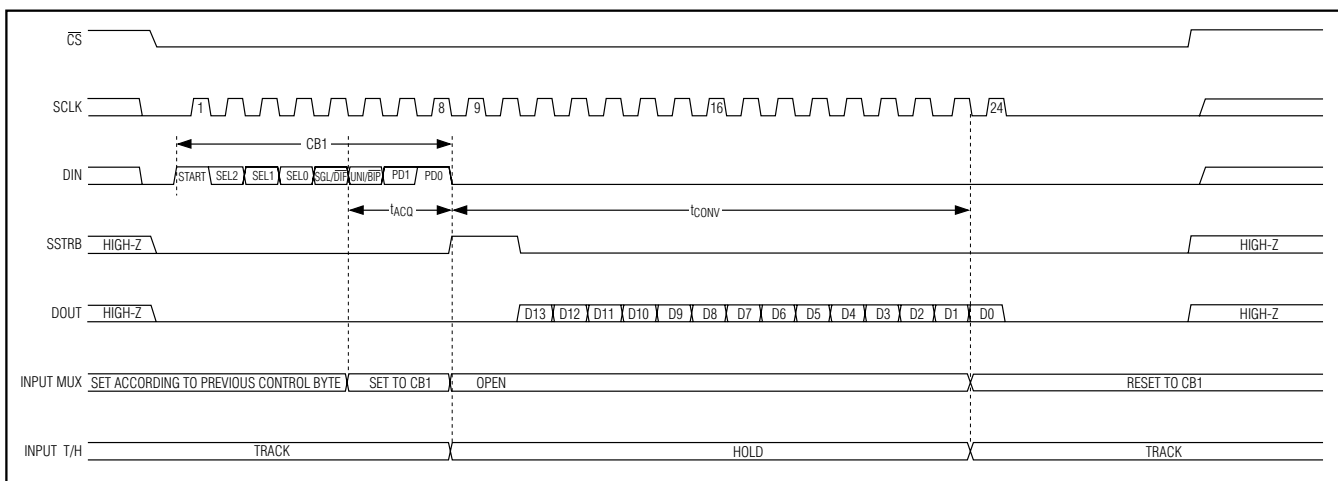 C̅S̅
SCLK 1 8 9 16 24
CB1
DIN START SEL2 SEL1 SEL0 SGL/D̅I̅F̅ UNI/B̅I̅P̅ PD1 PD0
tACQ tCONV
SSTRB HIGH-Z HIGH-Z
DOUT HIGH-Z D13 D12 D11 D10 D9 D8 D7 D6 D5 D4 D3 D2 D1 D0 HIGH-Z
INPUT MUX SET ACCORDING TO PREVIOUS CONTROL BYTE SET TO CB1 OPEN RESET TO CB1
INPUT T/H TRACK HOLD TRACK